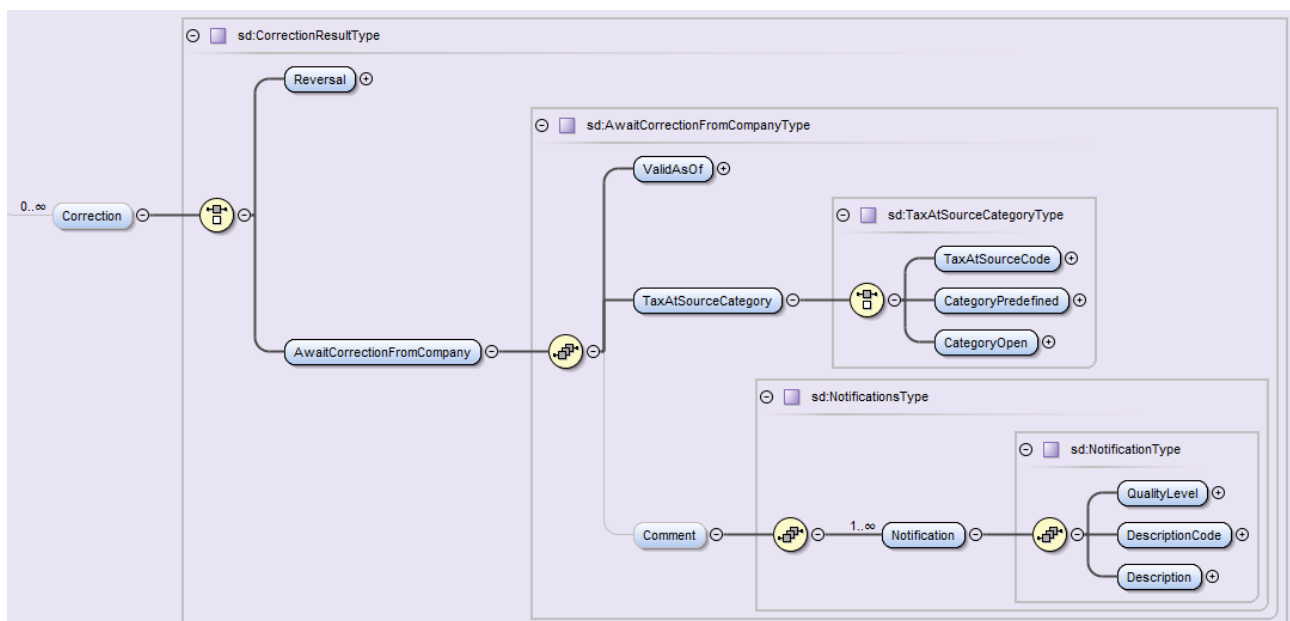 sd:CorrectionResultType
Reversal
sd:AwaitCorrectionFromCompanyType
ValidAsOf
0..∞
Correction
sd:TaxAtSourceCategoryType
TaxAtSourceCode
TaxAtSourceCategory
CategoryPredefined
CategoryOpen
AwaitCorrectionFromCompany
sd:NotificationsType
sd:NotificationType
QualityLevel
Comment
1..∞
Notification
DescriptionCode
Description